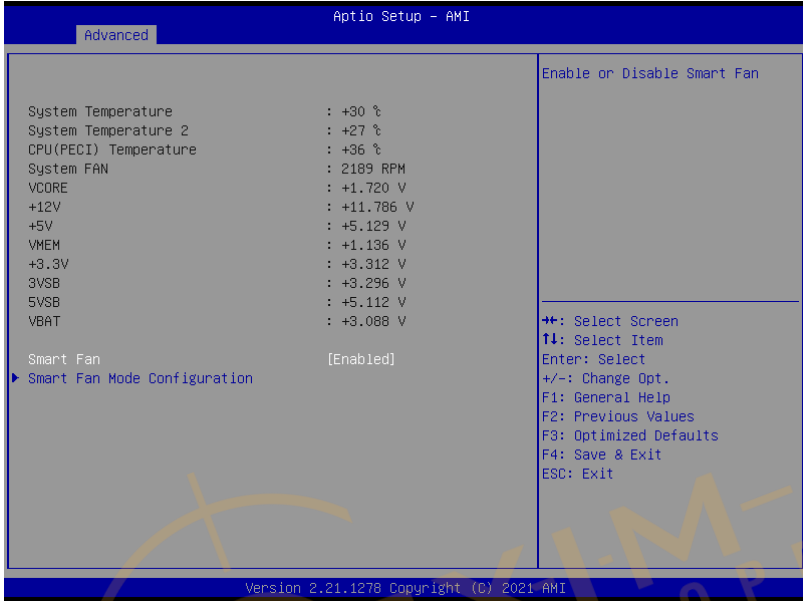 Aptio Setup – AMI
Advanced
Enable or Disable Smart Fan
System Temperature : +30 ℃
System Temperature 2 : +27 ℃
CPU(PECI) Temperature : +36 ℃
System FAN : 2189 RPM
VCORE : +1.720 V
+12V : +11.786 V
+5V : +5.129 V
VMEM : +1.136 V
+3.3V : +3.312 V
3VSB : +3.296 V
5VSB : +5.112 V
VBAT : +3.088 V
Smart Fan [Enabled]
Smart Fan Mode Configuration
→←: Select Screen
↑↓: Select Item
Enter: Select
+/-: Change Opt.
F1: General Help
F2: Previous Values
F3: Optimized Defaults
F4: Save & Exit
ESC: Exit
Version 2.21.1278 Copyright (C) 2021 AMI